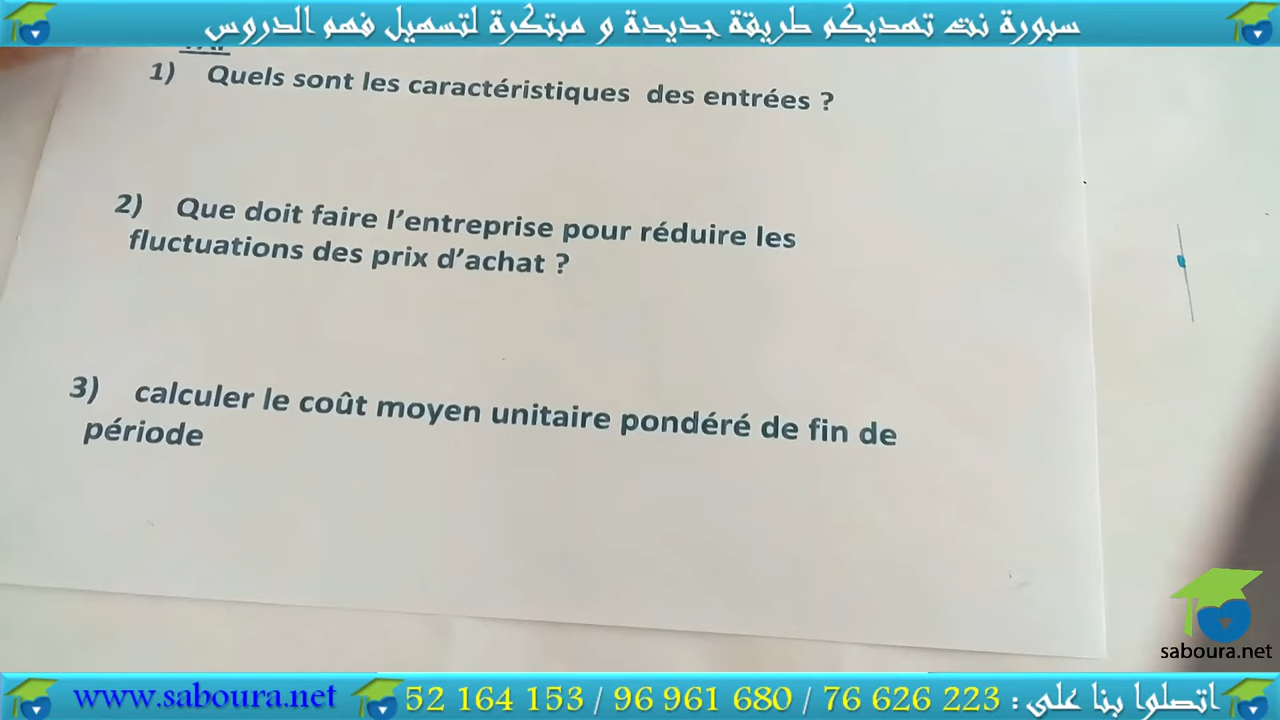 سبورة نت تهديكم طريقة جديدة و مبتكرة لتسهيل فهم الدروس
1) Quels sont les caractéristiques des entrées ?
2) Que doit faire l’entreprise pour réduire les
fluctuations des prix d’achat ?
3) calculer le coût moyen unitaire pondéré de fin de
période
saboura.net
www.saboura.net
52 164 153 / 96 961 680 / 76 626 223 : اتصلوا بنا على